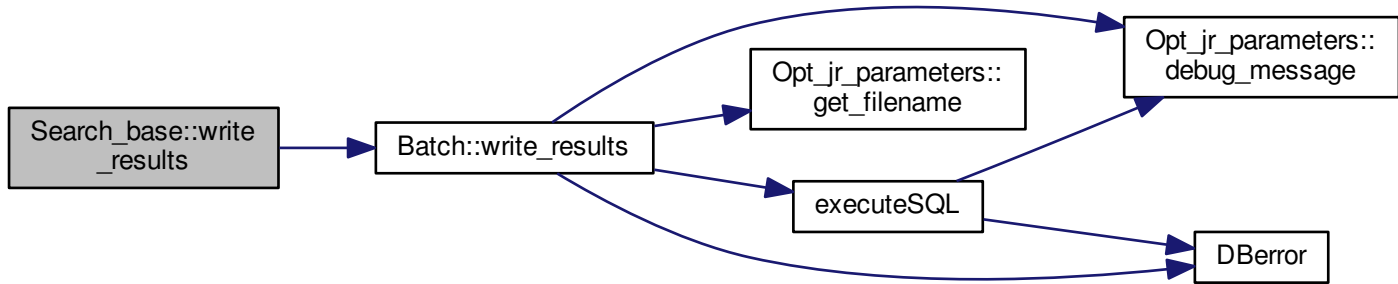 Search_base::write
_results
Batch::write_results
Opt_jr_parameters::
get_filename
executeSQL
Opt_jr_parameters::
debug_message
DBerror